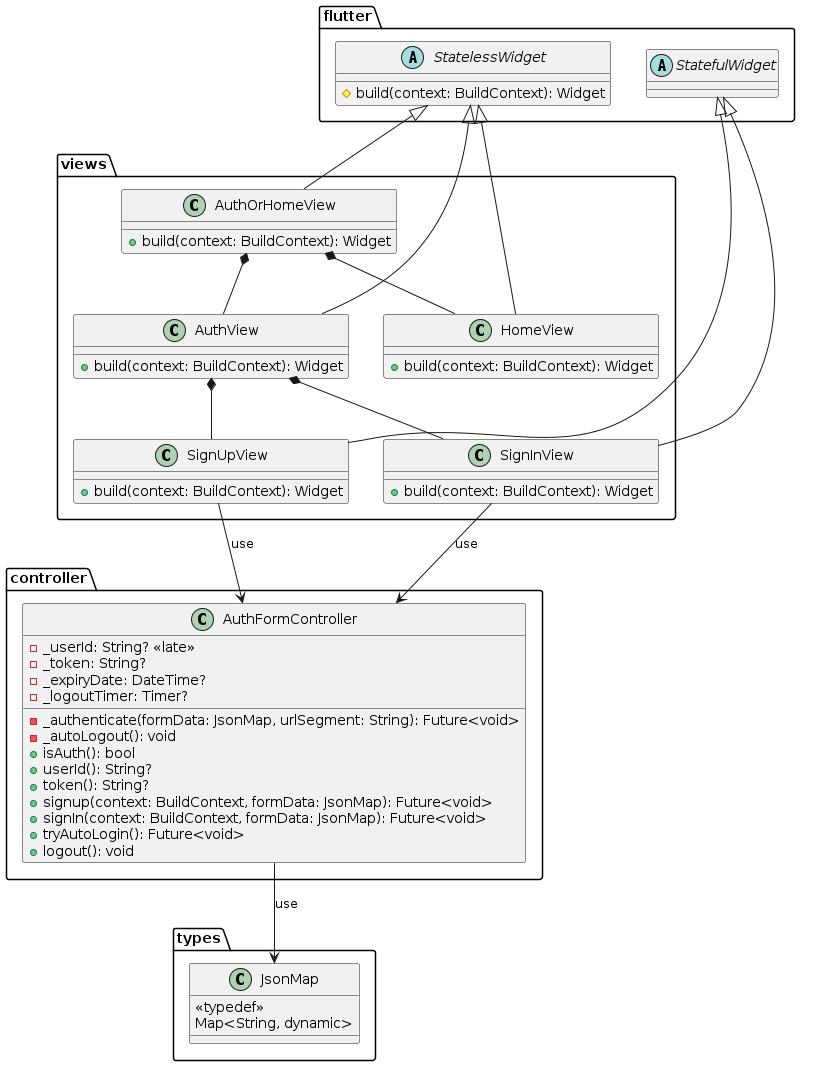 flutter
A StatelessWidget
build(context: BuildContext): Widget
A StatefulWidget
views
C AuthOrHomeView
build(context: BuildContext): Widget
C AuthView
build(context: BuildContext): Widget
C HomeView
build(context: BuildContext): Widget
C SignUpView
build(context: BuildContext): Widget
C SignInView
build(context: BuildContext): Widget
use
use
controller
C AuthFormController
_userId: String? «late»
_token: String?
_expiryDate: DateTime?
_logoutTimer: Timer?
_authenticate(formData: JsonMap, urlSegment: String): Future<void>
_autoLogout(): void
isAuth(): bool
userId(): String?
token(): String?
signup(context: BuildContext, formData: JsonMap): Future<void>
signIn(context: BuildContext, formData: JsonMap): Future<void>
tryAutoLogin(): Future<void>
logout(): void
use
types
C JsonMap
«typedef»
Map<String, dynamic>